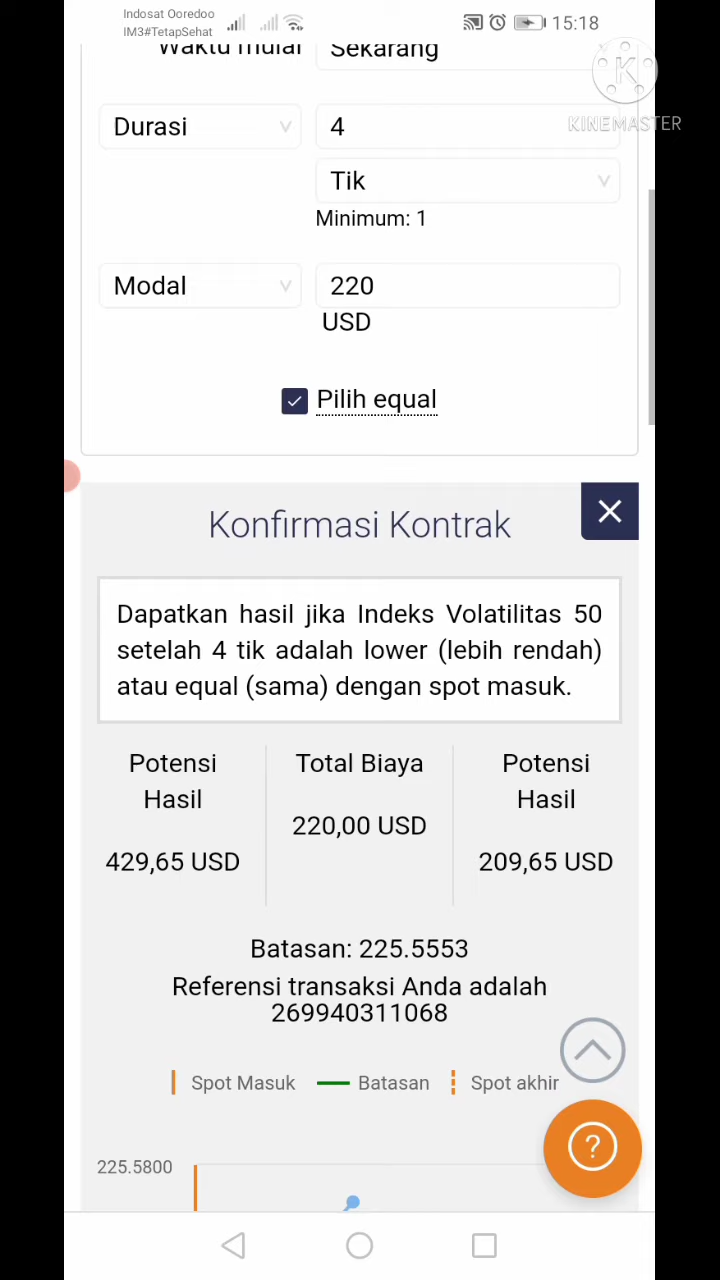 Indosat Ooredoo
IM3#TetapSehat
15:18
Waktu mulai
Sekarang
K
KINEMASTER
Durasi
4
Tik
Minimum: 1
Modal
220
USD
Pilih equal
Konfirmasi Kontrak
Dapatkan hasil jika Indeks Volatilitas 50
setelah 4 tik adalah lower (lebih rendah)
atau equal (sama) dengan spot masuk.
Potensi
Hasil
429,65 USD
Total Biaya
220,00 USD
Potensi
Hasil
209,65 USD
Batasan: 225.5553
Referensi transaksi Anda adalah
269940311068
Spot Masuk
Batasan
Spot akhir
?
225.5800